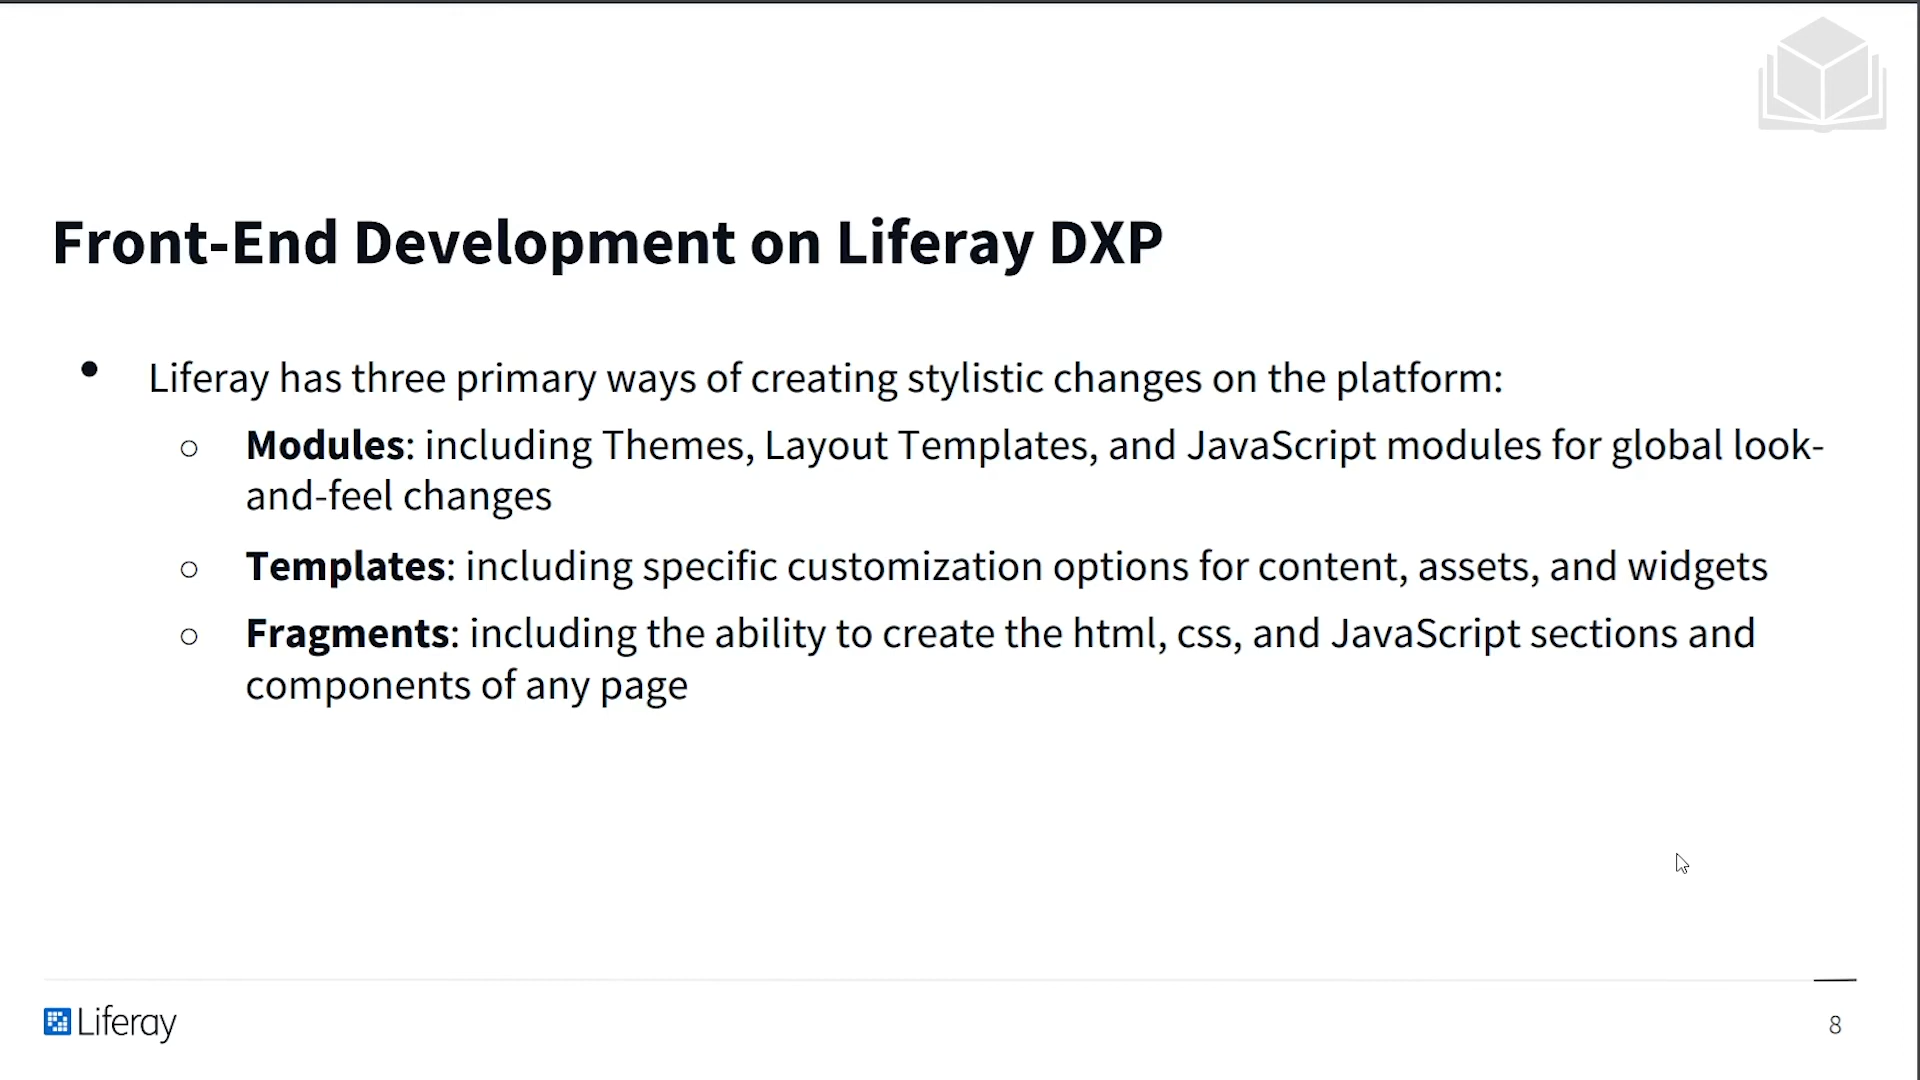 Front-End Development on Liferay DXP
• Liferay has three primary ways of creating stylistic changes on the platform:
○ Modules: including Themes, Layout Templates, and JavaScript modules for global look-
and-feel changes
○ Templates: including specific customization options for content, assets, and widgets
○ Fragments: including the ability to create the html, css, and JavaScript sections and
components of any page
Liferay
8